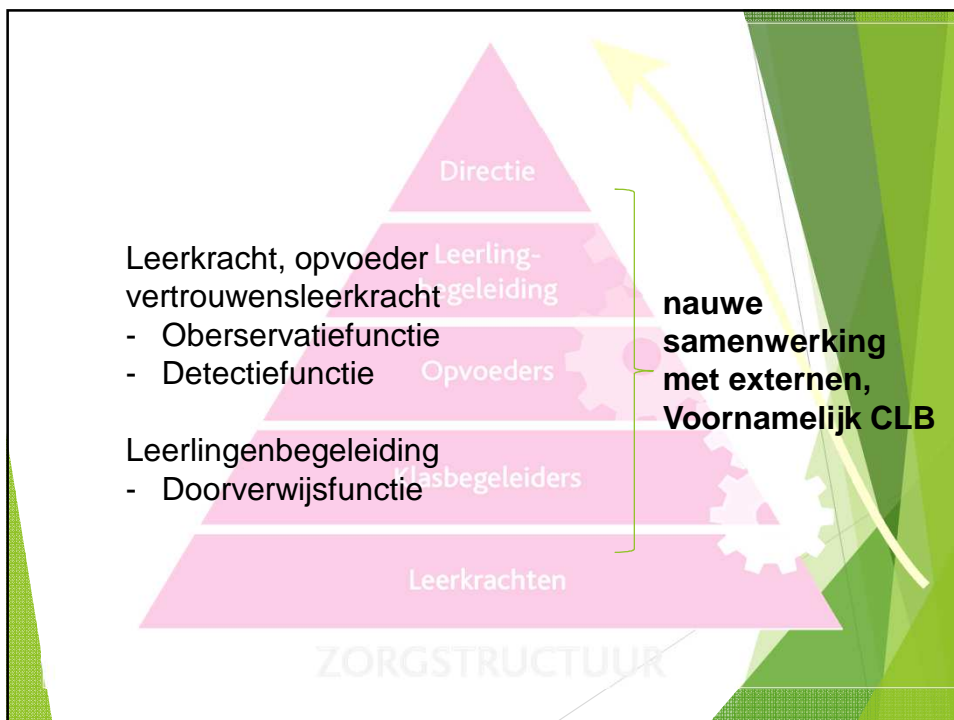 Directie
Leerling-
begeleiding
Opvoeders
Klasbegeleiders
Leerkrachten
ZORGSTRUCTUUR
Leerkracht, opvoeder
vertrouwensleerkracht
- Oberservatiefunctie
- Detectiefunctie
Leerlingenbegeleiding
- Doorverwijsfunctie
nauwe
samenwerking
met externen,
Voornamelijk CLB